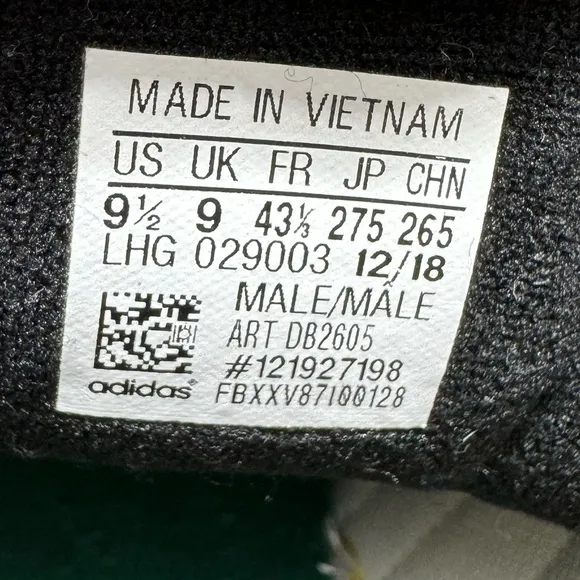 MADE IN VIETNAM
US UK FR JP CHN
9½ 9 43⅓ 275 265
LHG 029003 12/18
MALE/MÂLE
ART DB2605
#121927198
adidas® FBXXV87I00128